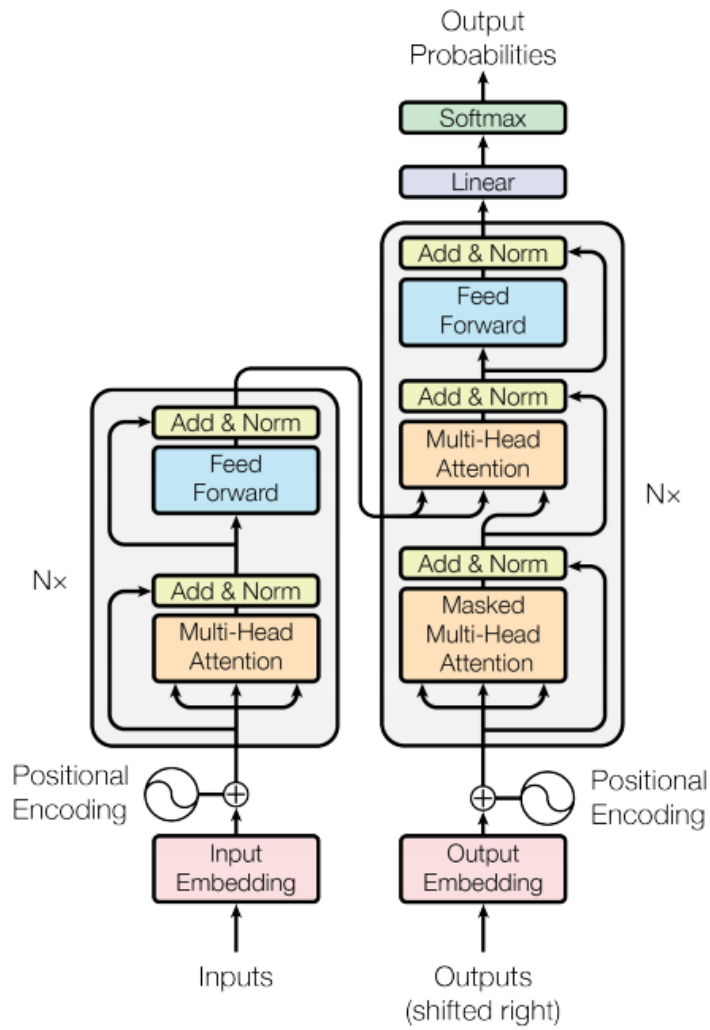 Output
Probabilities
Softmax
Linear
Add & Norm
Feed
Forward
Add & Norm
Multi-Head
Attention
Nx
Add & Norm
Masked
Multi-Head
Attention
Add & Norm
Feed
Forward
Nx
Add & Norm
Multi-Head
Attention
Positional
Encoding
Positional
Encoding
Input
Embedding
Output
Embedding
Inputs
Outputs
(shifted right)